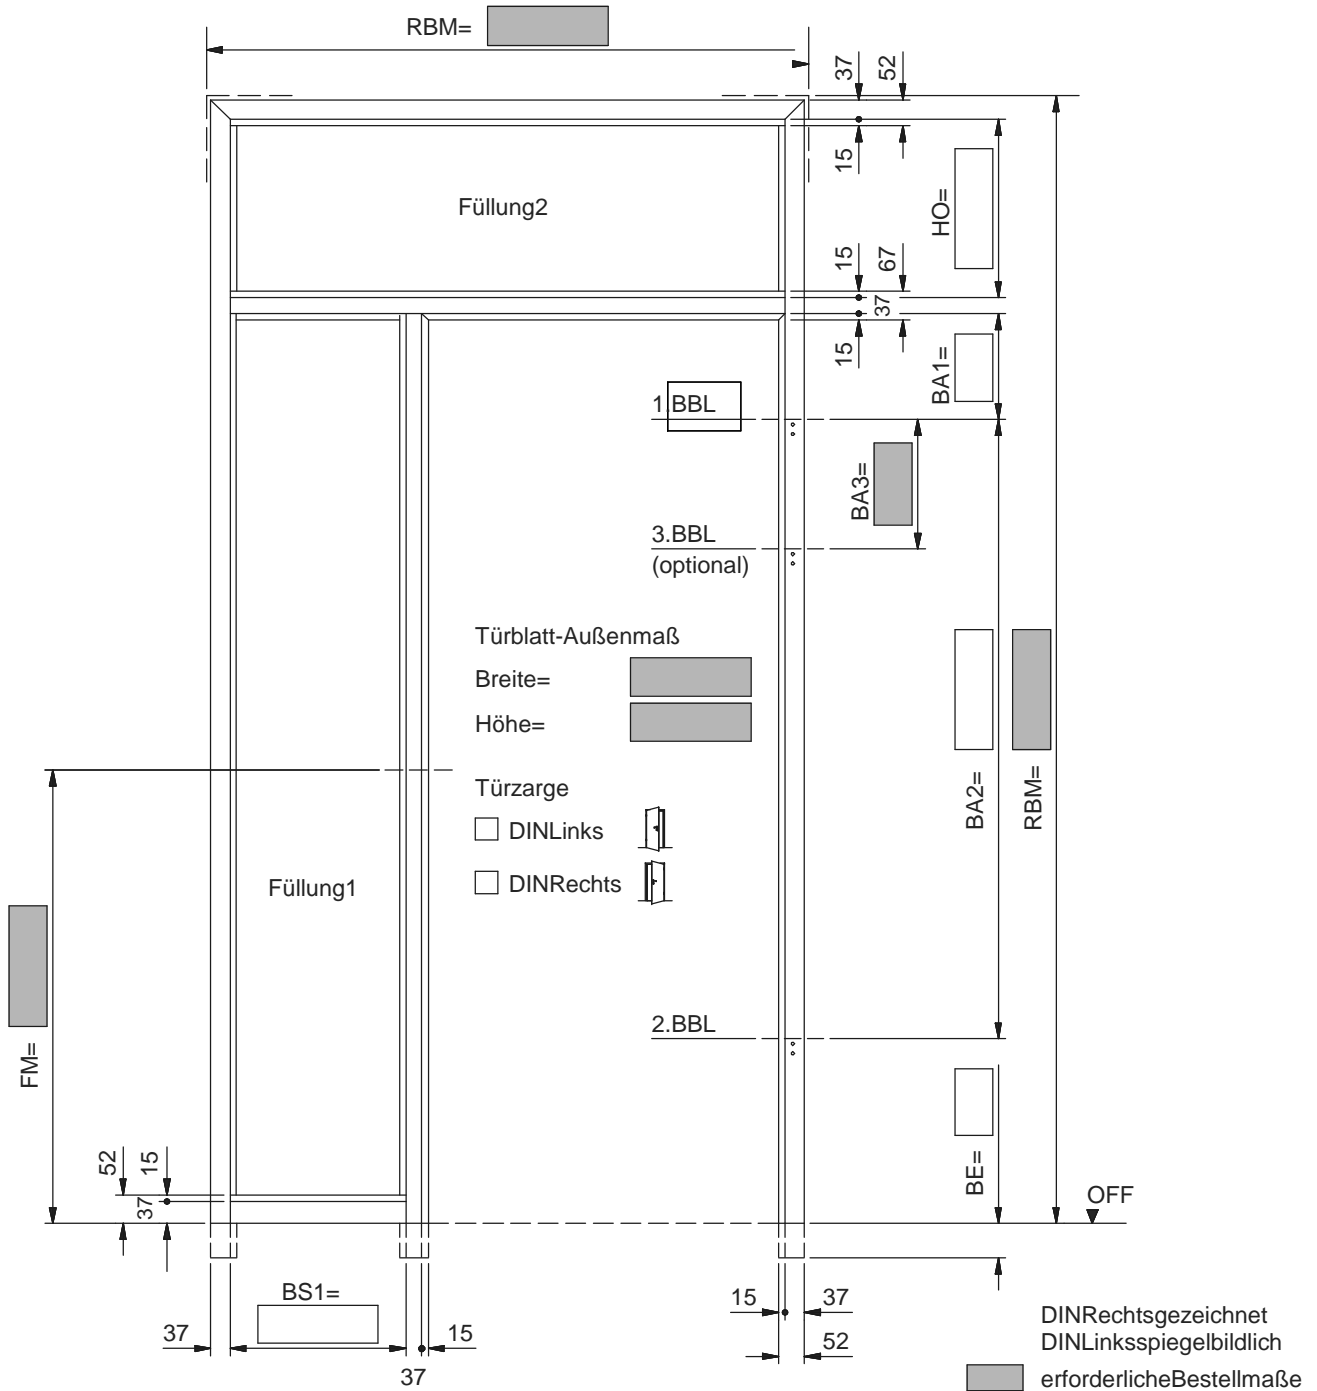 RBM=
37
52
15
HO=
Füllung2
15
67
37
15
BA1=
1.BBL
BA3=
3.BBL
(optional)
Türblatt-Außenmaß
Breite=
Höhe=
BA2=
RBM=
Türzarge
DINLinks
DINRechts
Füllung1
FM=
2.BBL
52
15
37
BE=
OFF
BS1=
37
15
37
15
37
52
DINRechtsgezeichnet
DINLinksspiegelbildlich
erforderlicheBestellmaße